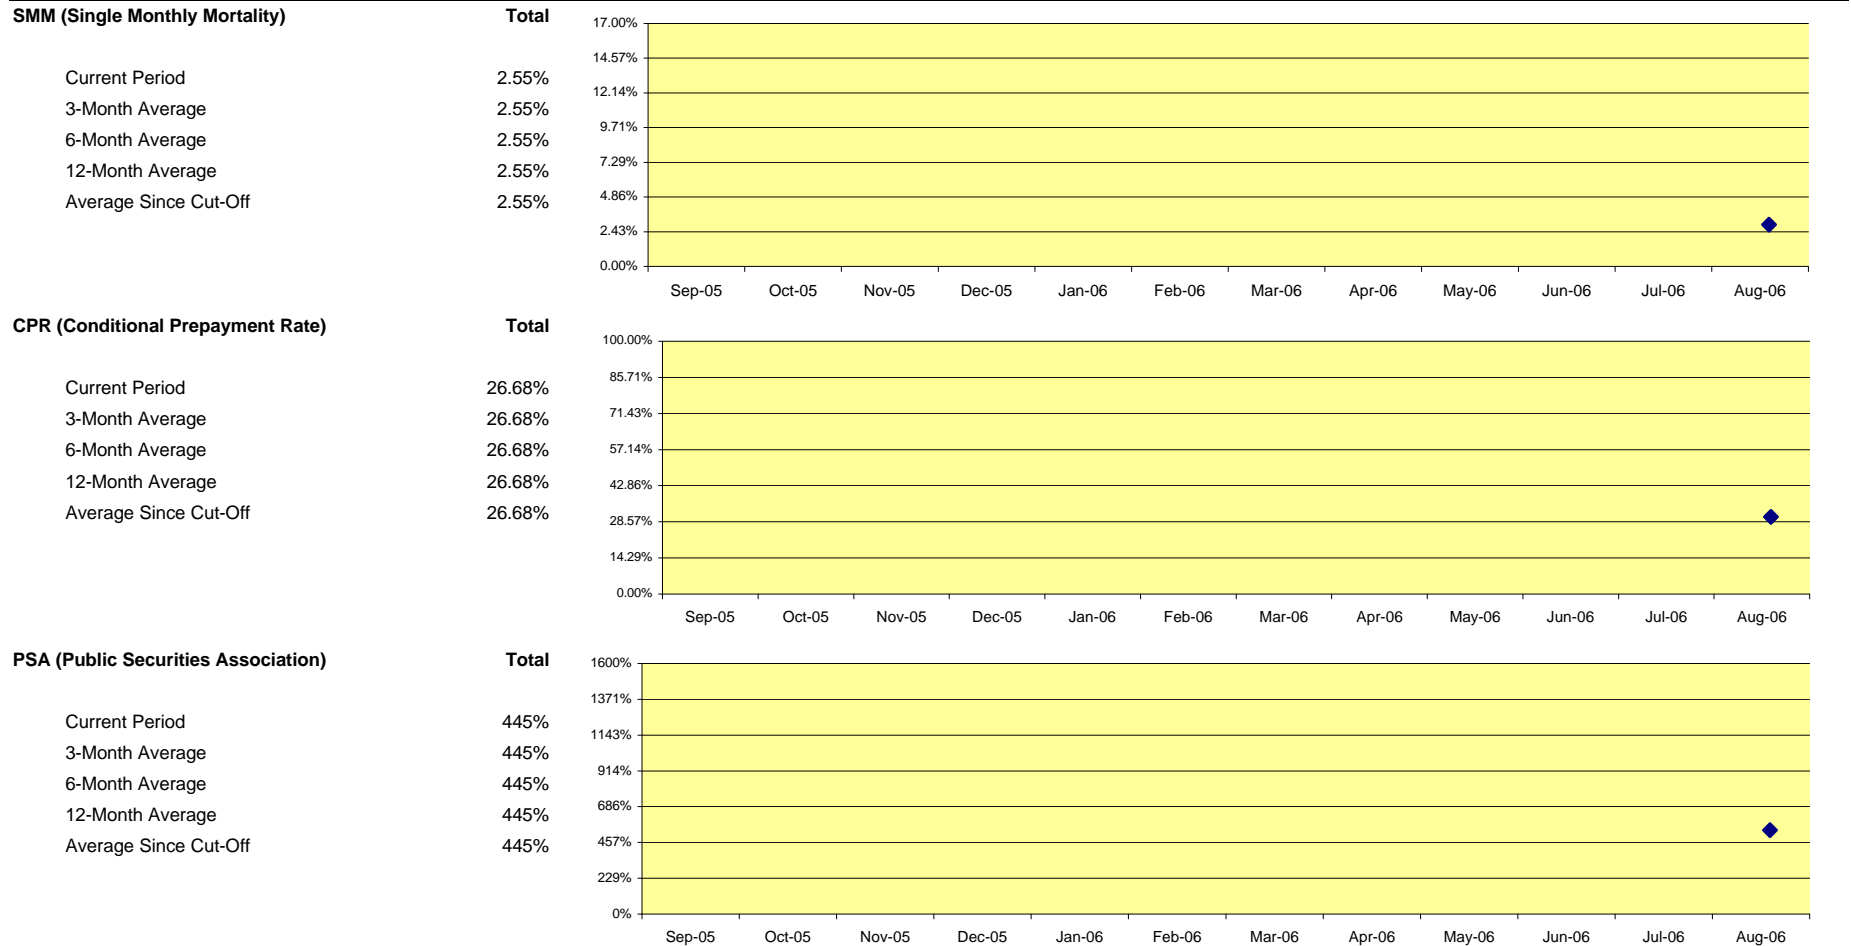 SMM (Single Monthly Mortality) Total
Current Period 2.55%
3-Month Average 2.55%
6-Month Average 2.55%
12-Month Average 2.55%
Average Since Cut-Off 2.55%
17.00%
14.57%
12.14%
9.71%
7.29%
4.86%
2.43%
0.00%
Sep-05 Oct-05 Nov-05 Dec-05 Jan-06 Feb-06 Mar-06 Apr-06 May-06 Jun-06 Jul-06 Aug-06
CPR (Conditional Prepayment Rate) Total
Current Period 26.68%
3-Month Average 26.68%
6-Month Average 26.68%
12-Month Average 26.68%
Average Since Cut-Off 26.68%
100.00%
85.71%
71.43%
57.14%
42.86%
28.57%
14.29%
0.00%
Sep-05 Oct-05 Nov-05 Dec-05 Jan-06 Feb-06 Mar-06 Apr-06 May-06 Jun-06 Jul-06 Aug-06
PSA (Public Securities Association) Total
Current Period 445%
3-Month Average 445%
6-Month Average 445%
12-Month Average 445%
Average Since Cut-Off 445%
1600%
1371%
1143%
914%
686%
457%
229%
0%
Sep-05 Oct-05 Nov-05 Dec-05 Jan-06 Feb-06 Mar-06 Apr-06 May-06 Jun-06 Jul-06 Aug-06